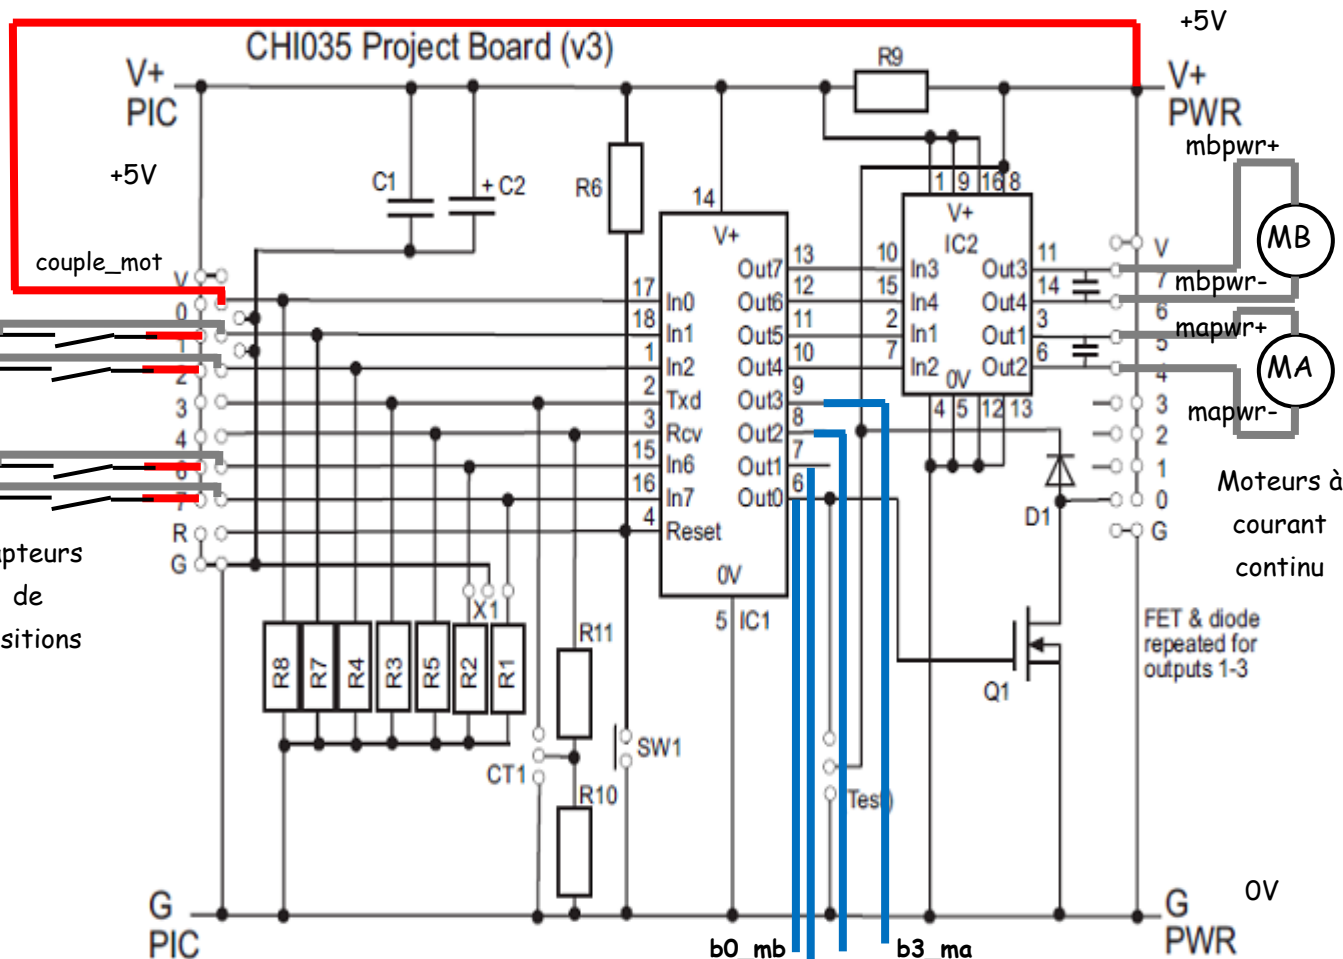 +5V
CHI035 Project Board (v3)
R9
V+
PIC
V+
PWR
mbpwr+
+5V
C1
+ C2
R6
14
1 9 16 8
V+
V+
IC2
MB
couple_mot
V
13
10
11
V
17
Out7
In3
Out3
7
mbpwr-
0
In0
12
15
14
Out6
In4
Out4
6
18
11
2
3
mapwr+
In1
Out5
In1
Out1
5
1
1
10
7
6
MA
2
In2
Out4
In2
0V
Out2
4
2
9
4 5 12 13
3
Txd
Out3
3
mapwr-
3
8
4
Rcv
Out2
2
15
7
6
In6
Out1
1
Moteurs à
16
6
7
In7
Out0
0
D1
courant
4
R
Reset
G
G
continu
pteurs
de
sitions
0V
X1
5
IC1
FET & diode
repeated for
outputs 1-3
R11
R8
R7
R4
R3
R5
R2
R1
Q1
SW1
CT1
R10
Test
G
PIC
0V
G
PWR
b0_mb
b3_ma